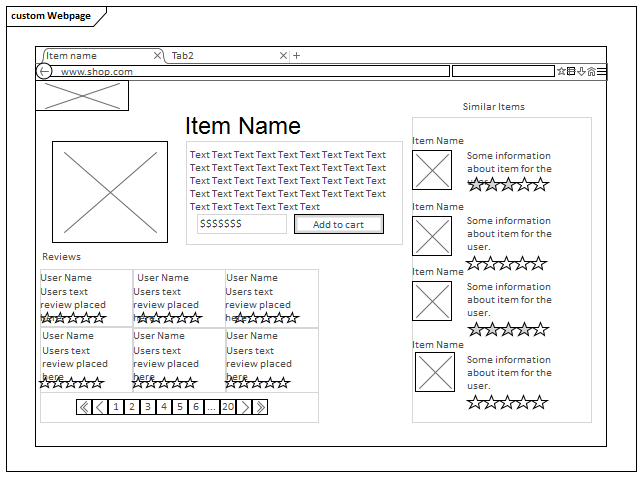 custom Webpage
Item name
Tab2
www.shop.com
Similar Items
Item Name
Text Text Text Text Text Text Text Text Text
Text Text Text Text Text Text Text Text Text
Text Text Text Text Text Text Text Text Text
Text Text Text Text Text Text Text Text Text
Text Text Text Text Text Text
$$$$$$$
Add to cart
Item Name
Some information
about item for the
user.
Item Name
Some information
about item for the
user.
Item Name
Some information
about item for the
user.
Item Name
Some information
about item for the
user.
Reviews
User Name
Users text
review placed
here
User Name
Users text
review placed
here
User Name
Users text
review placed
here
User Name
Users text
review placed
here
User Name
Users text
review placed
here
User Name
Users text
review placed
here
1 2 3 4 5 6 ... 20